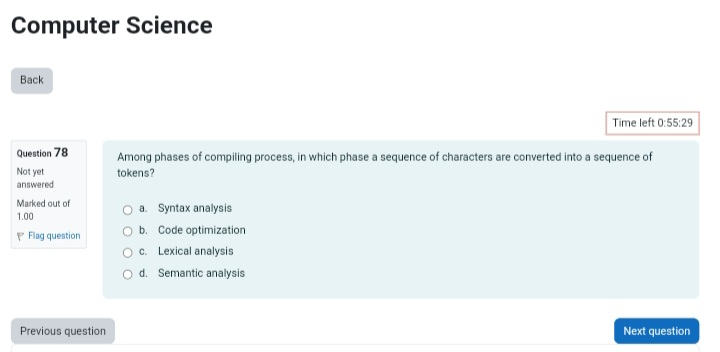 Computer Science
Back
Time left 0:55:29
Question 78
Not yet
answered
Marked out of
1.00
Flag question
Among phases of compiling process, in which phase a sequence of characters are converted into a sequence of
tokens?
a. Syntax analysis
b. Code optimization
c. Lexical analysis
d. Semantic analysis
Previous question
Next question